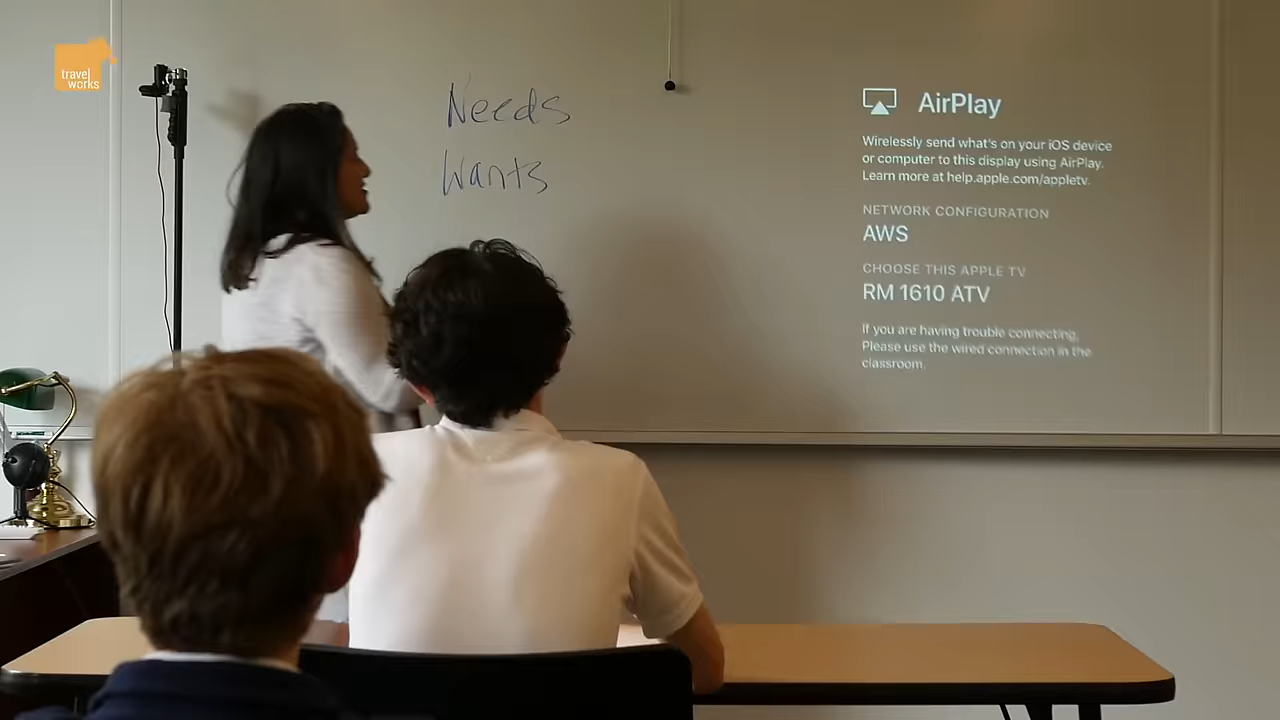 travel
works
Needs
Wants
AirPlay
Wirelessly send what's on your iOS device
or computer to this display using AirPlay.
Learn more at help.apple.com/appletv.
NETWORK CONFIGURATION
AWS
CHOOSE THIS APPLE TV
RM 1610 ATV
If you are having trouble connecting,
Please use the wired connection in the
classroom.